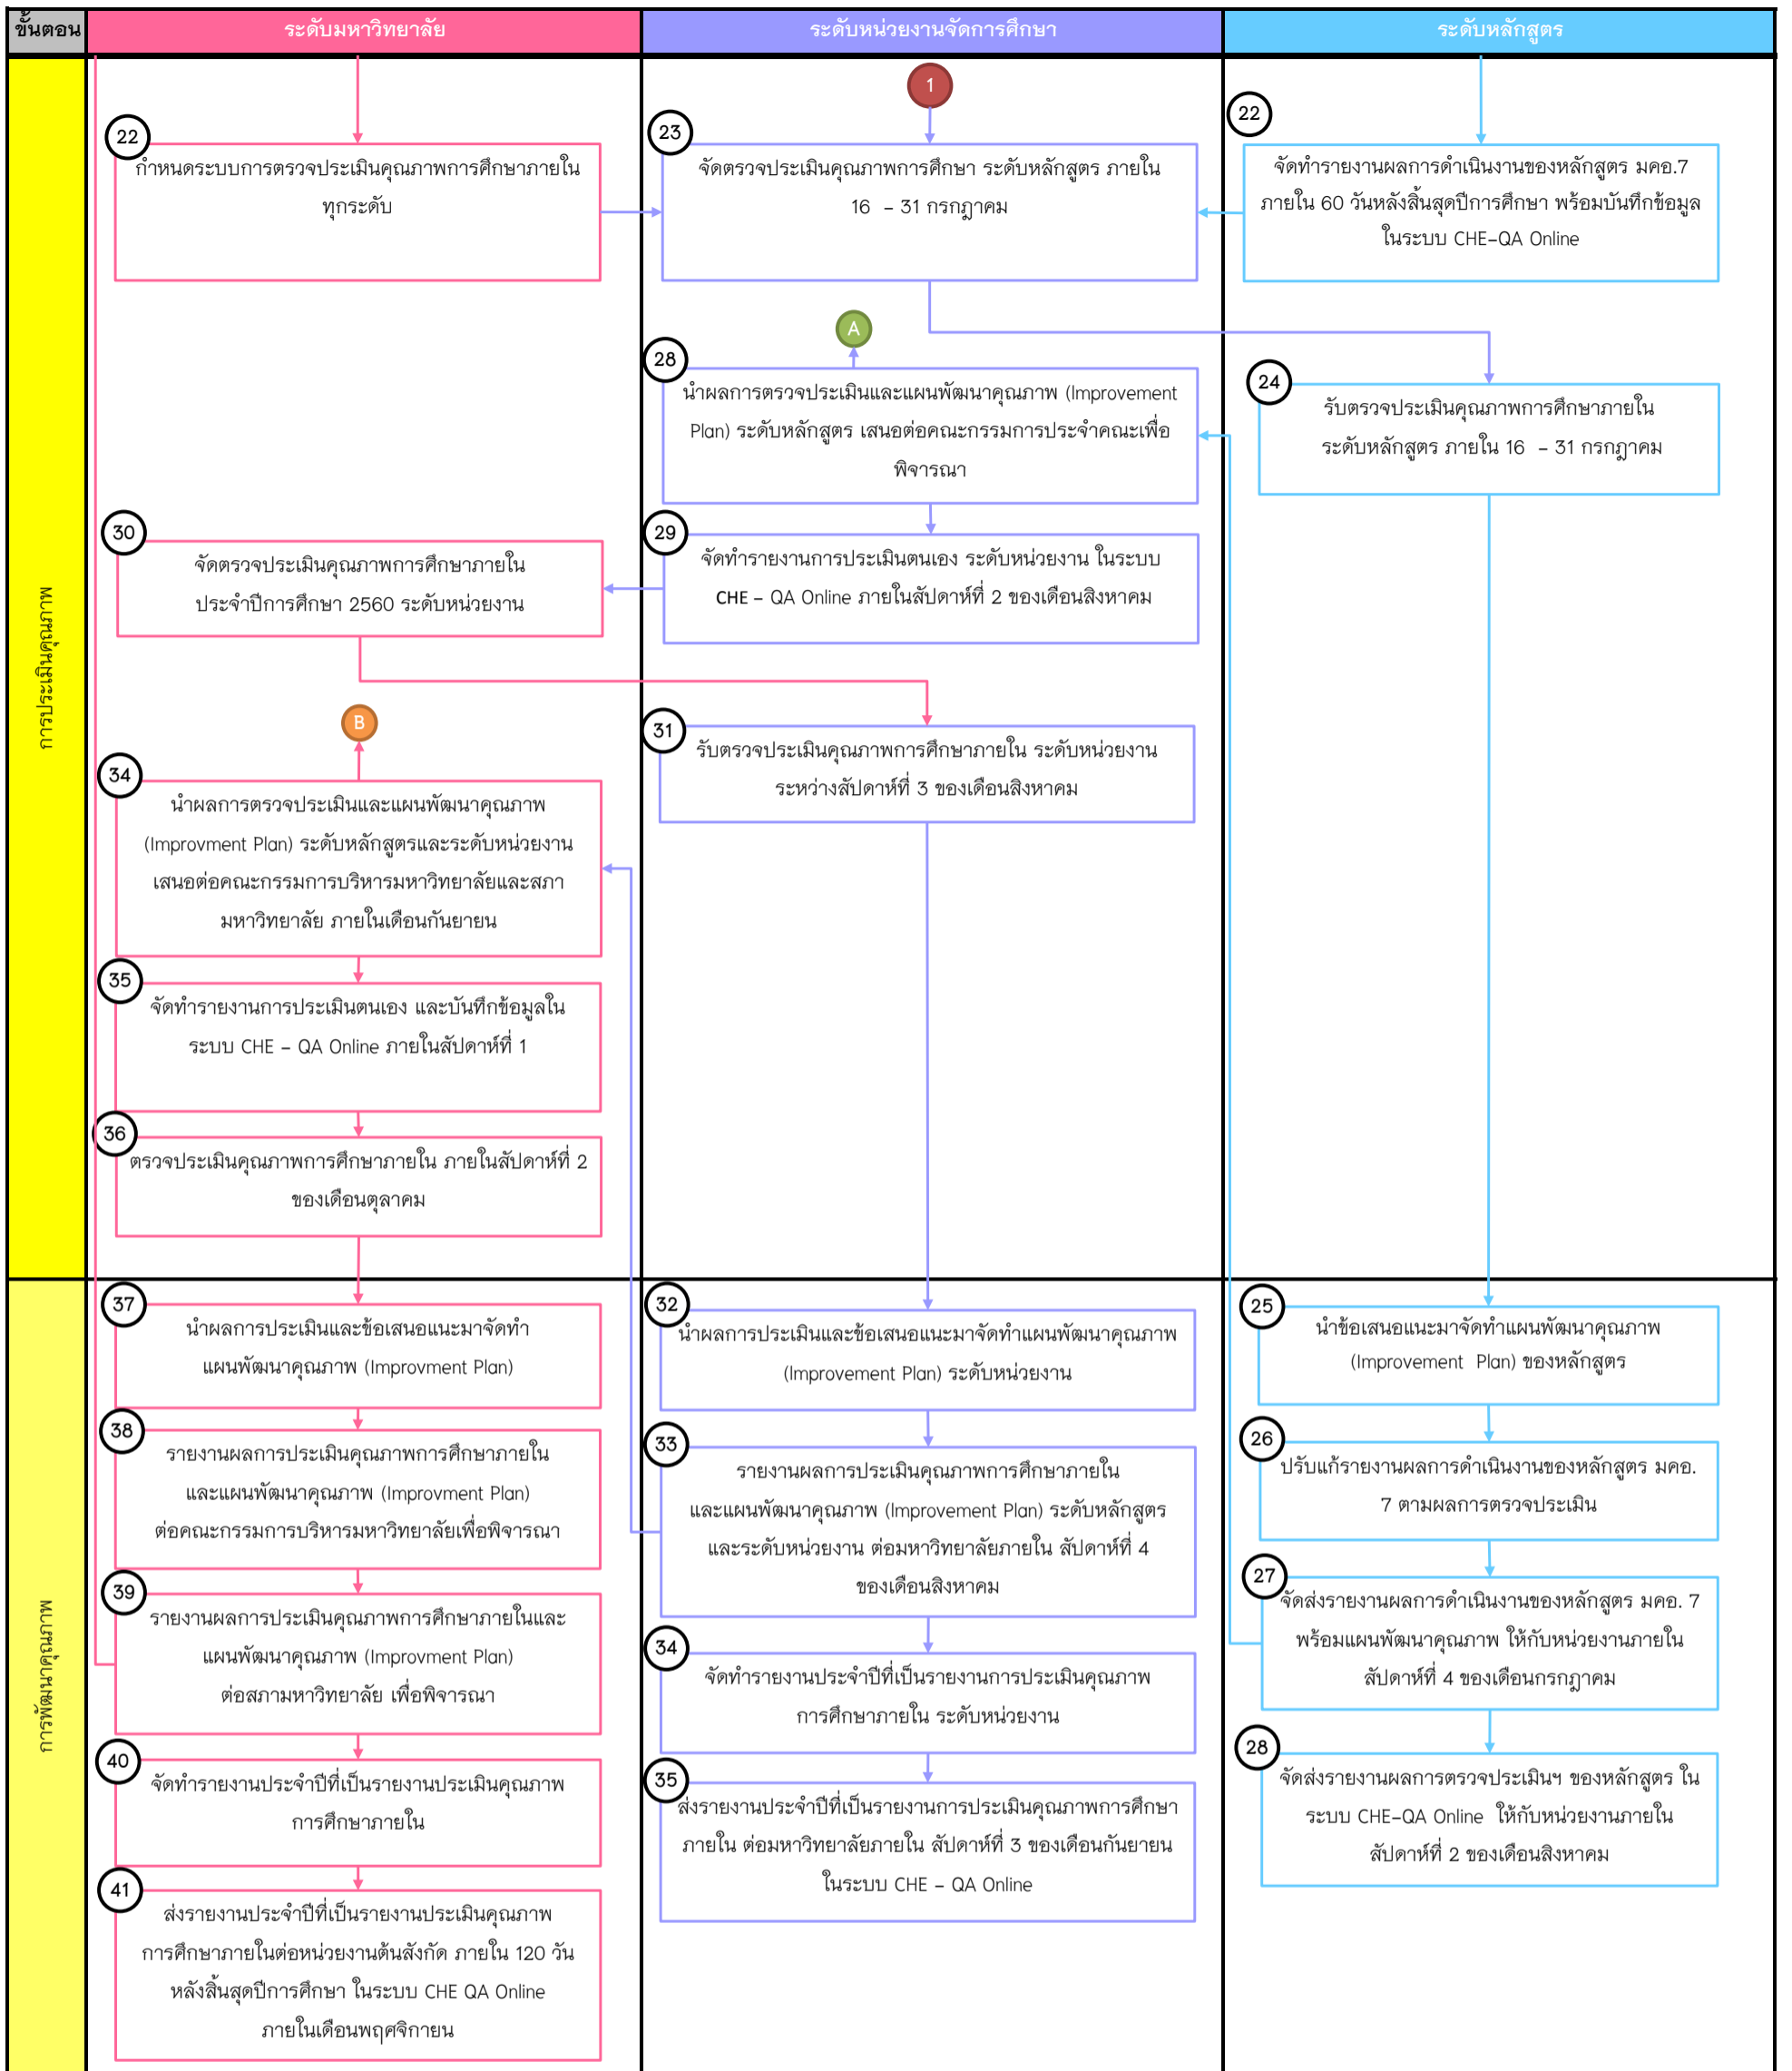 ขั้นตอน
ระดับมหาวิทยาลัย
ระดับหน่วยงานจัดการศึกษา
ระดับหลักสูตร
การประเมินคุณภาพ
22
กำหนดระบบการตรวจประเมินคุณภาพการศึกษาภายใน
ทุกระดับ
1
23
จัดตรวจประเมินคุณภาพการศึกษา ระดับหลักสูตร ภายใน
16 – 31 กรกฎาคม
22
จัดทำรายงานผลการดำเนินงานของหลักสูตร มคอ.7
ภายใน 60 วันหลังสิ้นสุดปีการศึกษา พร้อมบันทึกข้อมูล
ในระบบ CHE-QA Online
A
28
นำผลการตรวจประเมินและแผนพัฒนาคุณภาพ (Improvement
Plan) ระดับหลักสูตร เสนอต่อคณะกรรมการประจำคณะเพื่อ
พิจารณา
24
รับตรวจประเมินคุณภาพการศึกษาภายใน
ระดับหลักสูตร ภายใน 16 – 31 กรกฎาคม
30
จัดตรวจประเมินคุณภาพการศึกษาภายใน
ประจำปีการศึกษา 2560 ระดับหน่วยงาน
29
จัดทำรายงานการประเมินตนเอง ระดับหน่วยงาน ในระบบ
CHE – QA Online ภายในสัปดาห์ที่ 2 ของเดือนสิงหาคม
B
31
รับตรวจประเมินคุณภาพการศึกษาภายใน ระดับหน่วยงาน
ระหว่างสัปดาห์ที่ 3 ของเดือนสิงหาคม
34
นำผลการตรวจประเมินและแผนพัฒนาคุณภาพ
(Improvment Plan) ระดับหลักสูตรและระดับหน่วยงาน
เสนอต่อคณะกรรมการบริหารมหาวิทยาลัยและสภา
มหาวิทยาลัย ภายในเดือนกันยายน
35
จัดทำรายงานการประเมินตนเอง และบันทึกข้อมูลใน
ระบบ CHE – QA Online ภายในสัปดาห์ที่ 1
36
ตรวจประเมินคุณภาพการศึกษาภายใน ภายในสัปดาห์ที่ 2
ของเดือนตุลาคม
การพัฒนาคุณภาพ
37
นำผลการประเมินและข้อเสนอแนะมาจัดทำ
แผนพัฒนาคุณภาพ (Improvment Plan)
38
รายงานผลการประเมินคุณภาพการศึกษาภายใน
และแผนพัฒนาคุณภาพ (Improvment Plan)
ต่อคณะกรรมการบริหารมหาวิทยาลัยเพื่อพิจารณา
39
รายงานผลการประเมินคุณภาพการศึกษาภายในและ
แผนพัฒนาคุณภาพ (Improvment Plan)
ต่อสภามหาวิทยาลัย เพื่อพิจารณา
40
จัดทำรายงานประจำปีที่เป็นรายงานประเมินคุณภาพ
การศึกษาภายใน
41
ส่งรายงานประจำปีที่เป็นรายงานประเมินคุณภาพ
การศึกษาภายในต่อหน่วยงานต้นสังกัด ภายใน 120 วัน
หลังสิ้นสุดปีการศึกษา ในระบบ CHE QA Online
ภายในเดือนพฤศจิกายน
32
นำผลการประเมินและข้อเสนอแนะมาจัดทำแผนพัฒนาคุณภาพ
(Improvement Plan) ระดับหน่วยงาน
33
รายงานผลการประเมินคุณภาพการศึกษาภายใน
และแผนพัฒนาคุณภาพ (Improvement Plan) ระดับหลักสูตร
และระดับหน่วยงาน ต่อมหาวิทยาลัยภายใน สัปดาห์ที่ 4
ของเดือนสิงหาคม
34
จัดทำรายงานประจำปีที่เป็นรายงานการประเมินคุณภาพ
การศึกษาภายใน ระดับหน่วยงาน
35
ส่งรายงานประจำปีที่เป็นรายงานการประเมินคุณภาพการศึกษา
ภายใน ต่อมหาวิทยาลัยภายใน สัปดาห์ที่ 3 ของเดือนกันยายน
ในระบบ CHE – QA Online
25
นำข้อเสนอแนะมาจัดทำแผนพัฒนาคุณภาพ
(Improvement Plan) ของหลักสูตร
26
ปรับแก้รายงานผลการดำเนินงานของหลักสูตร มคอ.
7 ตามผลการตรวจประเมิน
27
จัดส่งรายงานผลการดำเนินงานของหลักสูตร มคอ. 7
พร้อมแผนพัฒนาคุณภาพ ให้กับหน่วยงานภายใน
สัปดาห์ที่ 4 ของเดือนกรกฎาคม
28
จัดส่งรายงานผลการตรวจประเมินฯ ของหลักสูตร ใน
ระบบ CHE-QA Online ให้กับหน่วยงานภายใน
สัปดาห์ที่ 2 ของเดือนสิงหาคม